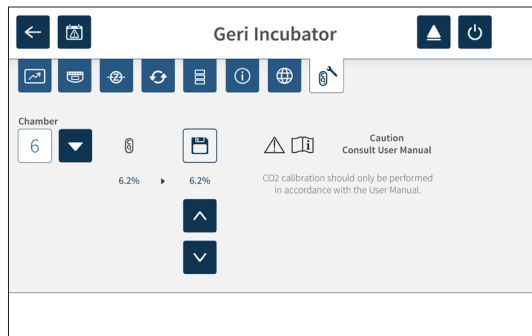 Geri Incubator
Chamber
6
6.2%
6.2%
Caution
Consult User Manual
CO2 calibration should only be performed
in accordance with the User Manual.